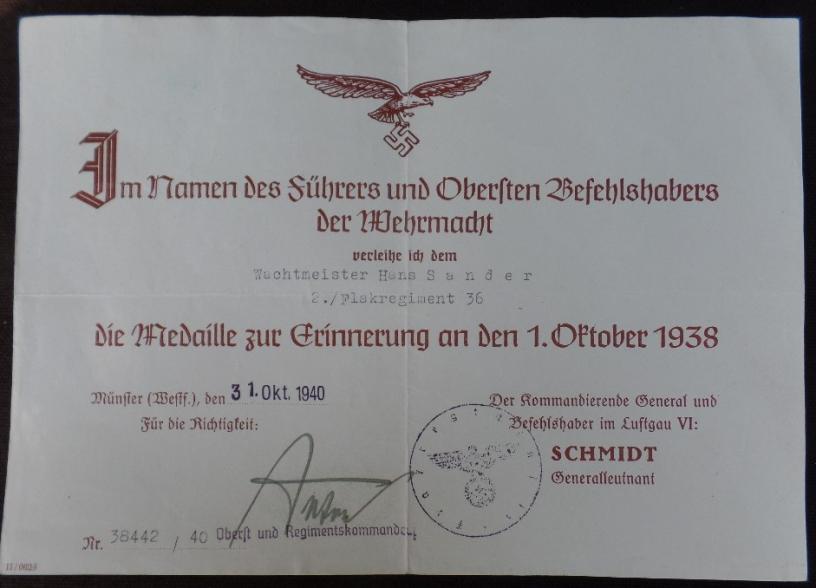 Im Namen des Führers und Obersten Befehlshabers
der Wehrmacht
verleihe ich dem
Wachtmeister Hans S a n d e r
2./Flakregiment 36
die Medaille zur Erinnerung an den 1. Oktober 1938
Münster (Westf.), den 31. Okt. 1940
Für die Richtigkeit:
Der Kommandierende General und
Befehlshaber im Luftgau VI:
SCHMIDT
Generalleutnant
Oberst und Regimentskommandeur
Nr. 38442 / 40